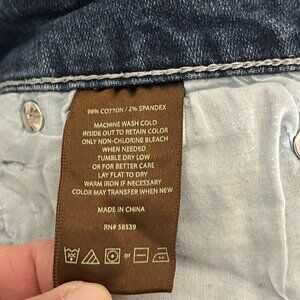 98% COTTON / 2% SPANDEX
MACHINE WASH COLD
INSIDE OUT TO RETAIN COLOR
ONLY NON-CHLORINE BLEACH
WHEN NEEDED
TUMBLE DRY LOW
OR FOR BETTER CARE
LAY FLAT TO DRY
WARM IRON IF NECESSARY
COLOR MAY TRANSFER WHEN NEW
MADE IN CHINA
RN# 58539
or